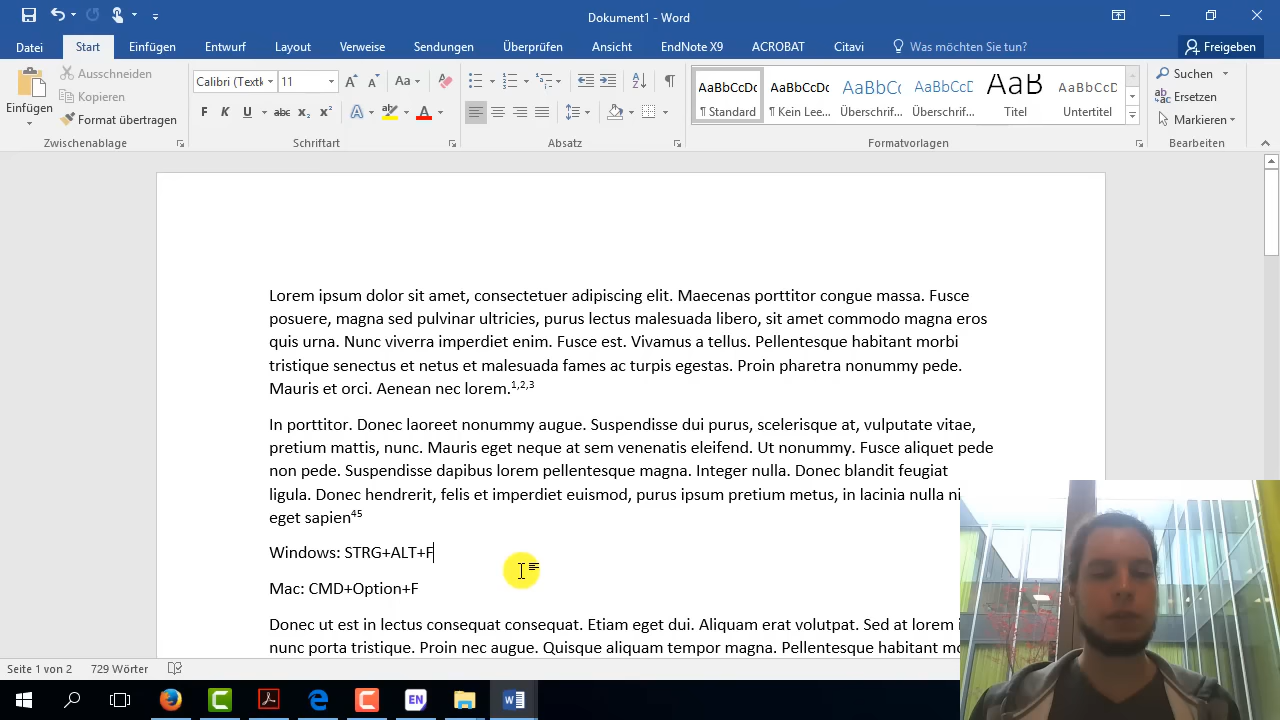 Dokument1 - Word
Datei Start Einfügen Entwurf Layout Verweise Sendungen Überprüfen Ansicht EndNote X9 ACROBAT Citavi Was möchten Sie tun? Freigeben
Ausschneiden
Kopieren
Format übertragen
Einfügen
Zwischenablage
Calibri (Textk 11
Aa
F K U abc x₂ x² A A
Schriftart
Absatz
AaBbCcDc AaBbCcDc AaBbCc AaBbCcD AaB AaBbCcD
¶ Standard ¶ Kein Lee... Überschrif... Überschrif... Titel Untertitel
Formatvorlagen
Suchen
Ersetzen
Markieren
Bearbeiten
Lorem ipsum dolor sit amet, consectetuer adipiscing elit. Maecenas porttitor congue massa. Fusce
posuere, magna sed pulvinar ultricies, purus lectus malesuada libero, sit amet commodo magna eros
quis urna. Nunc viverra imperdiet enim. Fusce est. Vivamus a tellus. Pellentesque habitant morbi
tristique senectus et netus et malesuada fames ac turpis egestas. Proin pharetra nonummy pede.
Mauris et orci. Aenean nec lorem.1,2,3
In porttitor. Donec laoreet nonummy augue. Suspendisse dui purus, scelerisque at, vulputate vitae,
pretium mattis, nunc. Mauris eget neque at sem venenatis eleifend. Ut nonummy. Fusce aliquet pede
non pede. Suspendisse dapibus lorem pellentesque magna. Integer nulla. Donec blandit feugiat
ligula. Donec hendrerit, felis et imperdiet euismod, purus ipsum pretium metus, in lacinia nulla ni
eget sapien45
Windows: STRG+ALT+F
Mac: CMD+Option+F
Donec ut est in lectus consequat consequat. Etiam eget dui. Aliquam erat volutpat. Sed at lorem i
nunc porta tristique. Proin nec augue. Quisque aliquam tempor magna. Pellentesque habitant mo
Seite 1 von 2 729 Wörter
EN